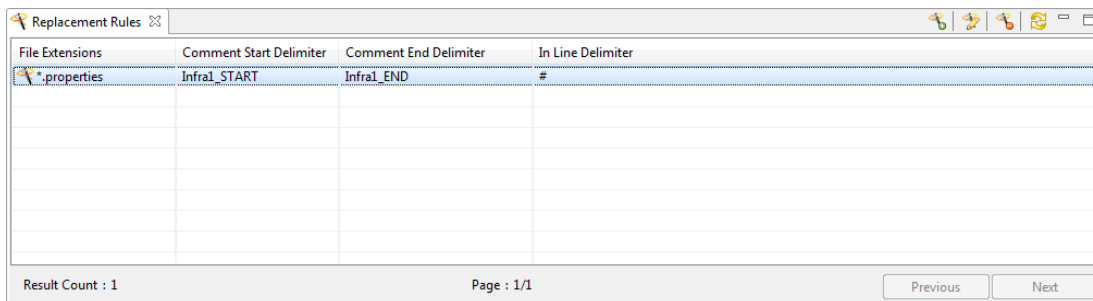 Replacement Rules
File Extensions Comment Start Delimiter Comment End Delimiter In Line Delimiter
*.properties Infra1_START Infra1_END #
Result Count : 1 Page : 1/1 Previous Next